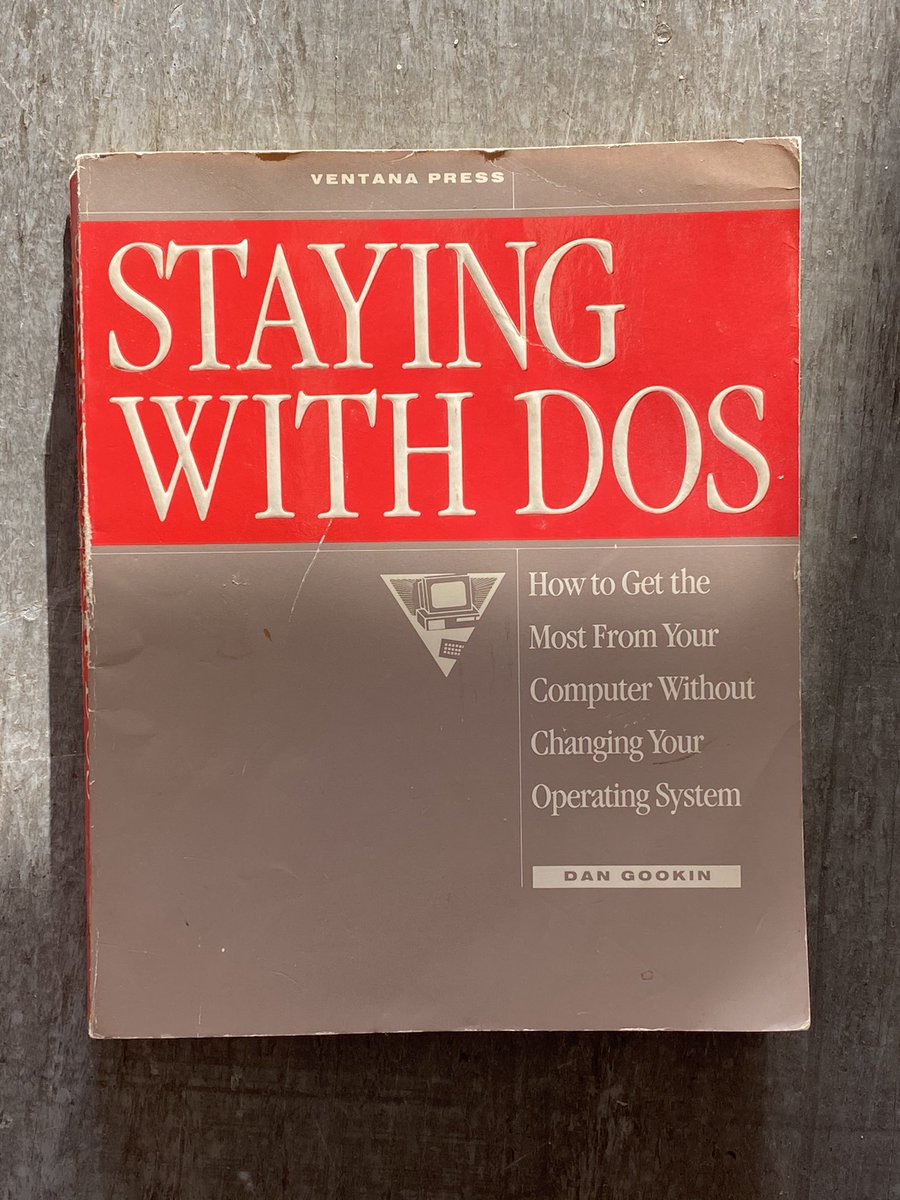 VENTANA PRESS
STAYING
WITH DOS
How to Get the
Most From Your
Computer Without
Changing Your
Operating System
DAN GOOKIN